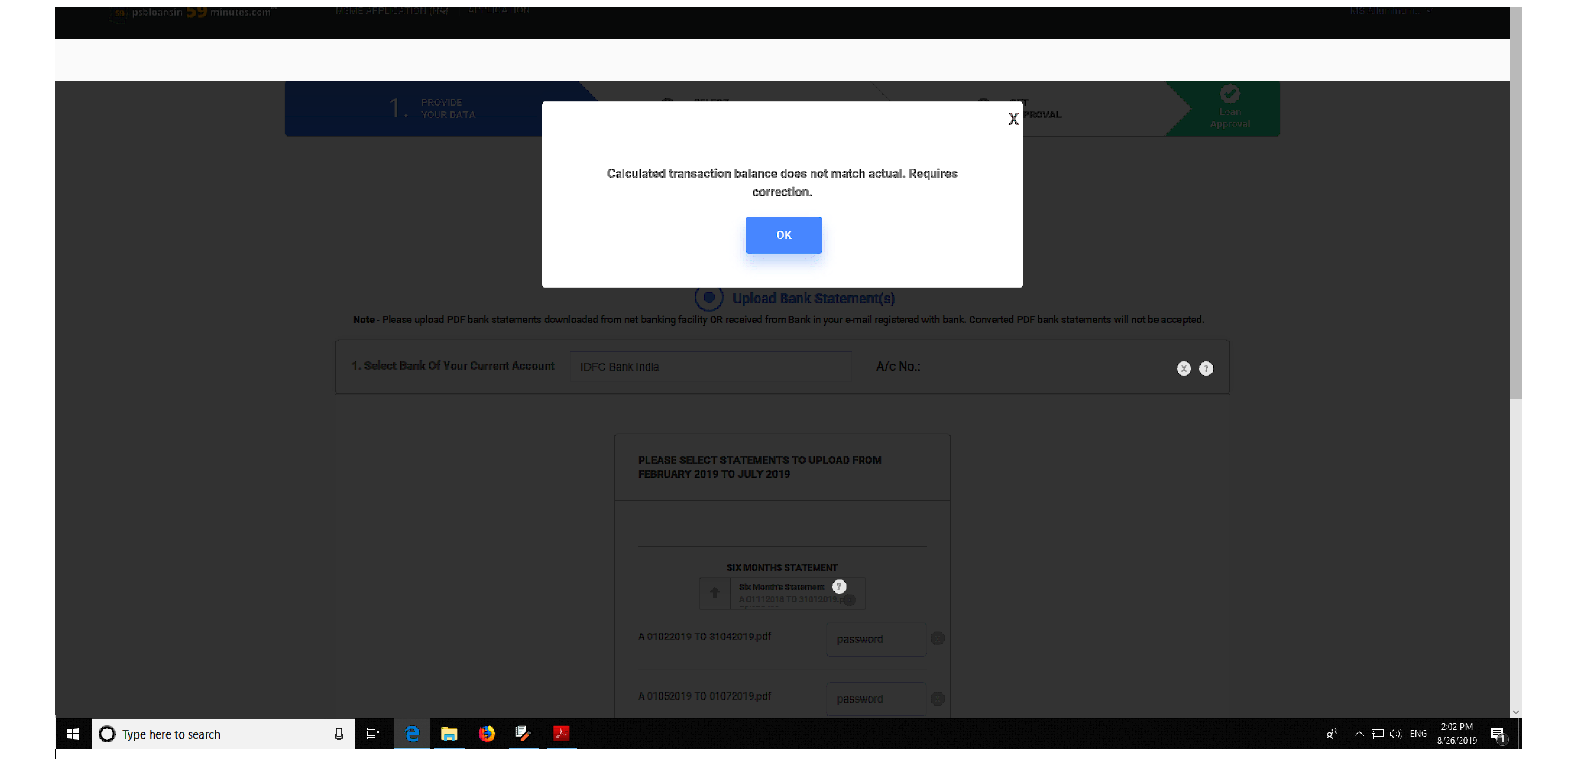 psbloansin 59 minutes.com
1. PROVIDE
YOUR DATA
Loan
Approval
X
Calculated transaction balance does not match actual. Requires
correction.
OK
Upload Bank Statement(s)
Note - Please upload PDF bank statements downloaded from net banking facility OR received from Bank in your e-mail registered with bank. Converted PDF bank statements will not be accepted.
1. Select Bank Of Your Current Account
IDFC Bank India
A/c No.:
X ?
PLEASE SELECT STATEMENTS TO UPLOAD FROM
FEBRUARY 2019 TO JULY 2019
SIX MONTHS STATEMENT
Six Month's Statement ?
A 01022019 TO 31042019.pdf
password
A 01052019 TO 01072019.pdf
password
Type here to search
ENG
2:02 PM
8/26/2019
1